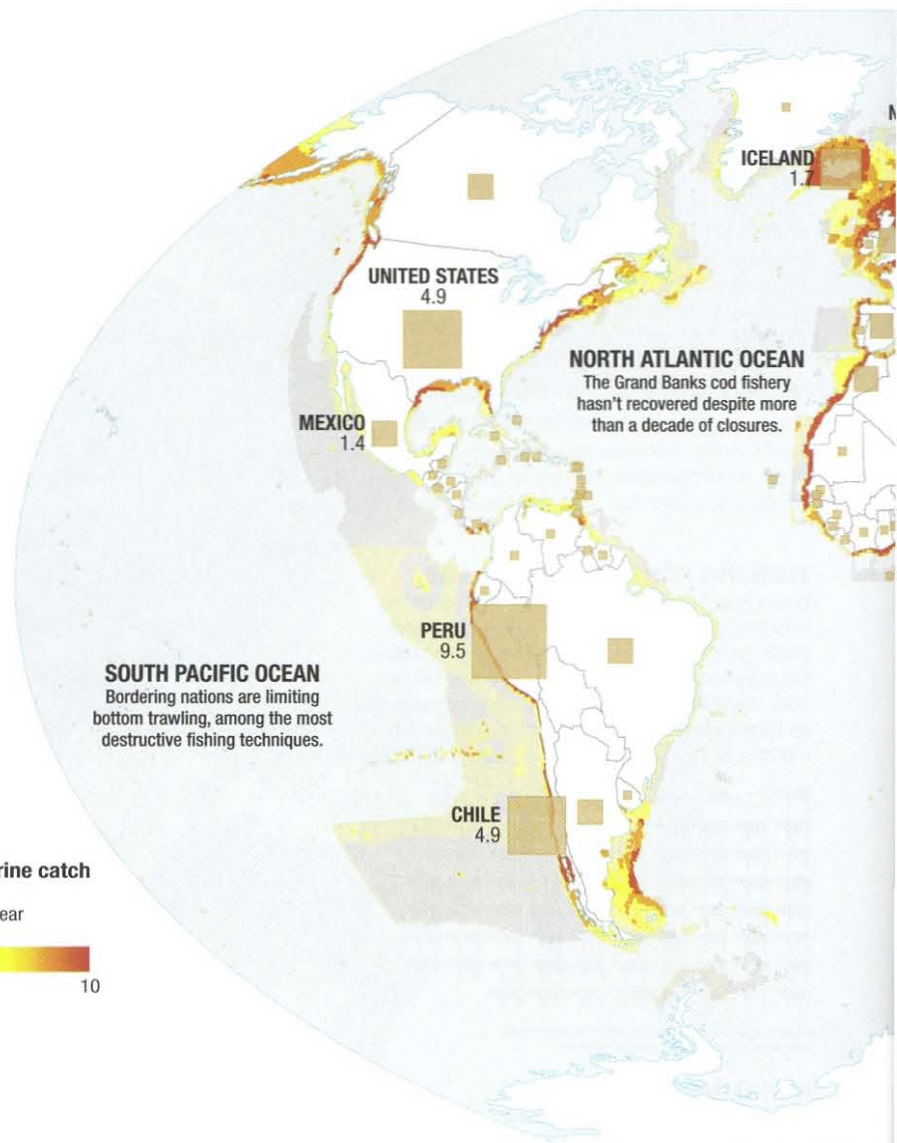 ICELAND
1.7
UNITED STATES
4.9
NORTH ATLANTIC OCEAN
The Grand Banks cod fishery
hasn't recovered despite more
than a decade of closures.
MEXICO
1.4
PERU
9.5
SOUTH PACIFIC OCEAN
Bordering nations are limiting
bottom trawling, among the most
destructive fishing techniques.
CHILE
4.9
rine catch
ear
10